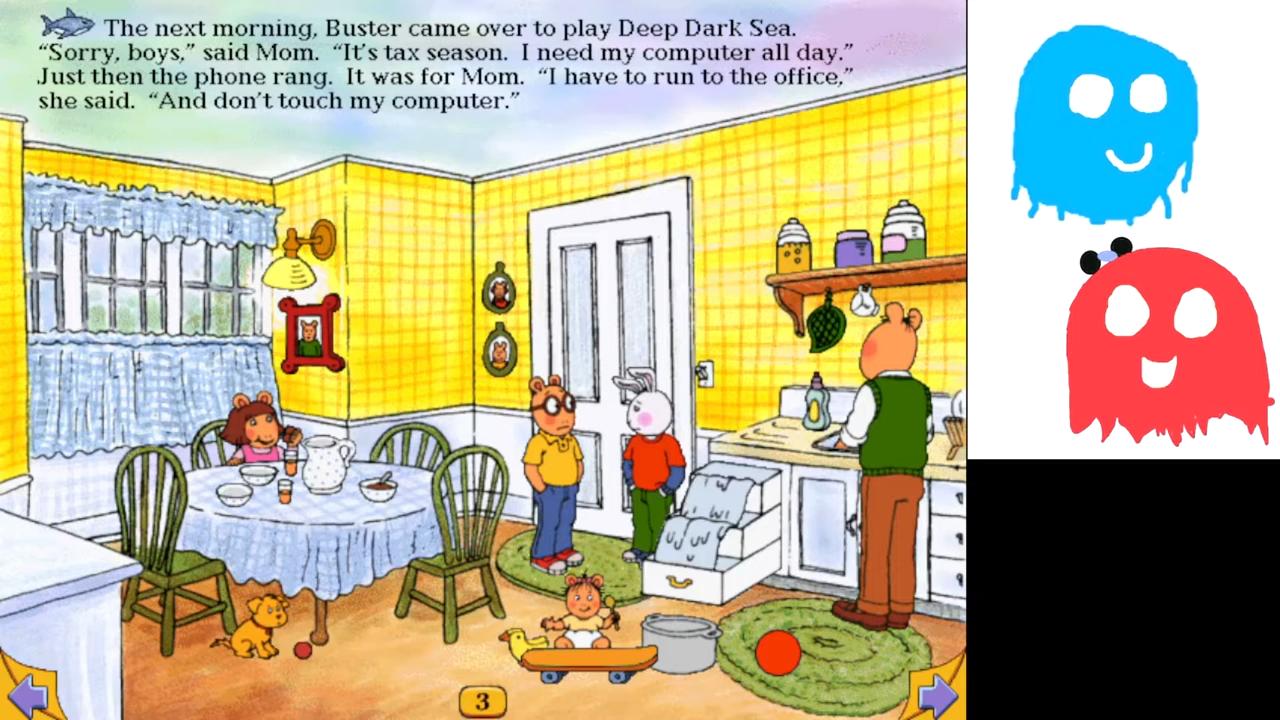 The next morning, Buster came over to play Deep Dark Sea.
“Sorry, boys,” said Mom. “It’s tax season. I need my computer all day.”
Just then the phone rang. It was for Mom. “I have to run to the office,”
she said. “And don’t touch my computer.”
3